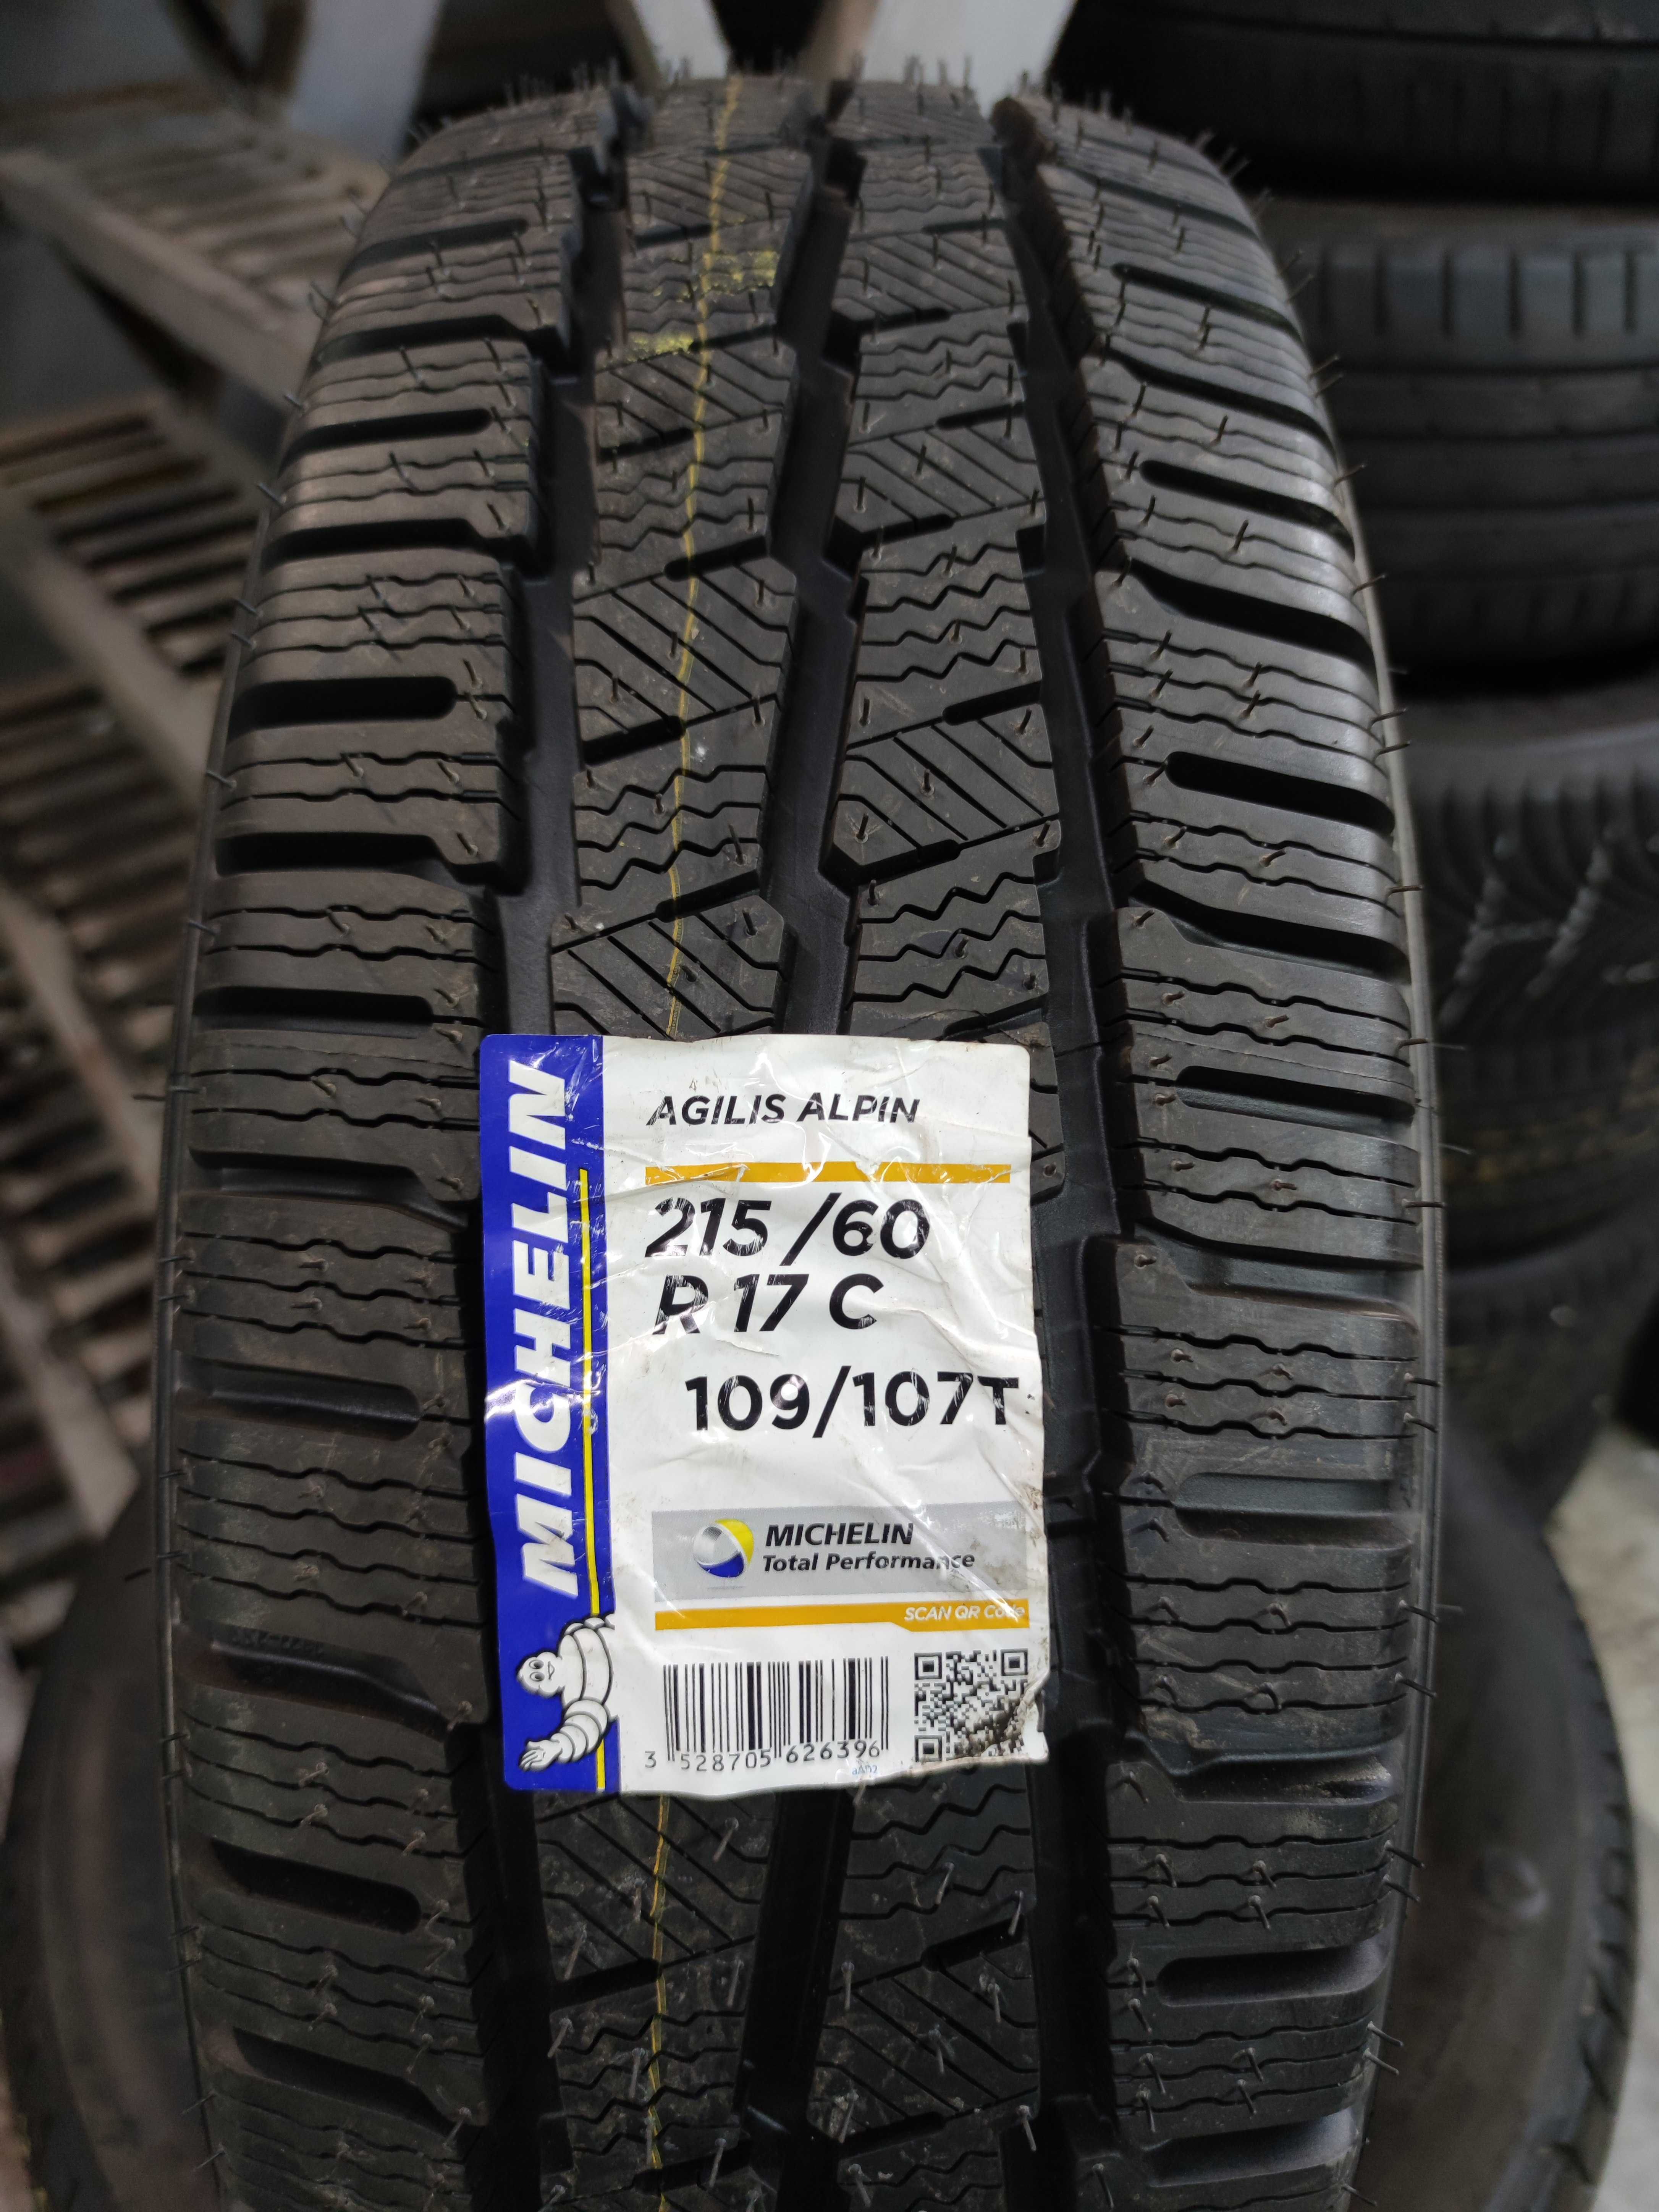 MICHELIN
AGILIS ALPIN
215/60
R 17 C
109/107T
MICHELIN
Total Performance
SCAN QR Code
3 528705 626396